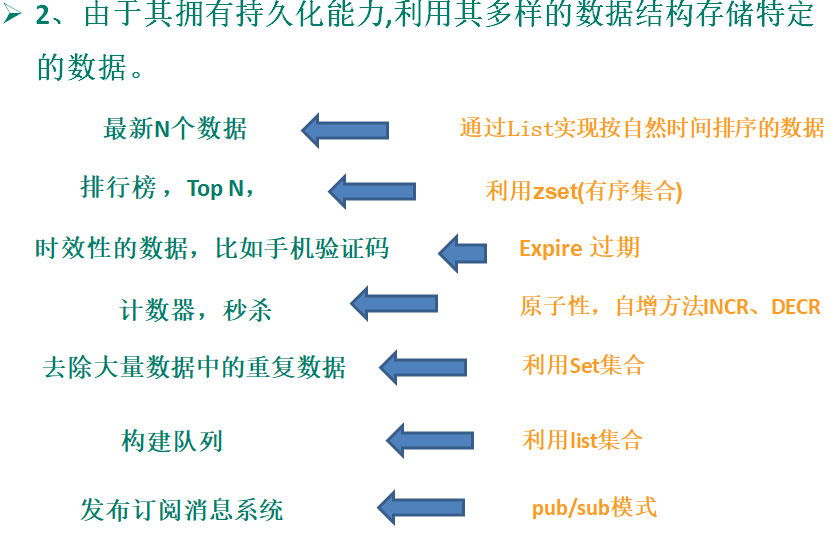 ➢ 2、由于其拥有持久化能力,利用其多样的数据结构存储特定
的数据。
最新N个数据 通过List实现按自然时间排序的数据
排行榜，Top N， 利用zset(有序集合)
时效性的数据，比如手机验证码 Expire 过期
计数器，秒杀 原子性，自增方法INCR、DECR
去除大量数据中的重复数据 利用Set集合
构建队列 利用list集合
发布订阅消息系统 pub/sub模式